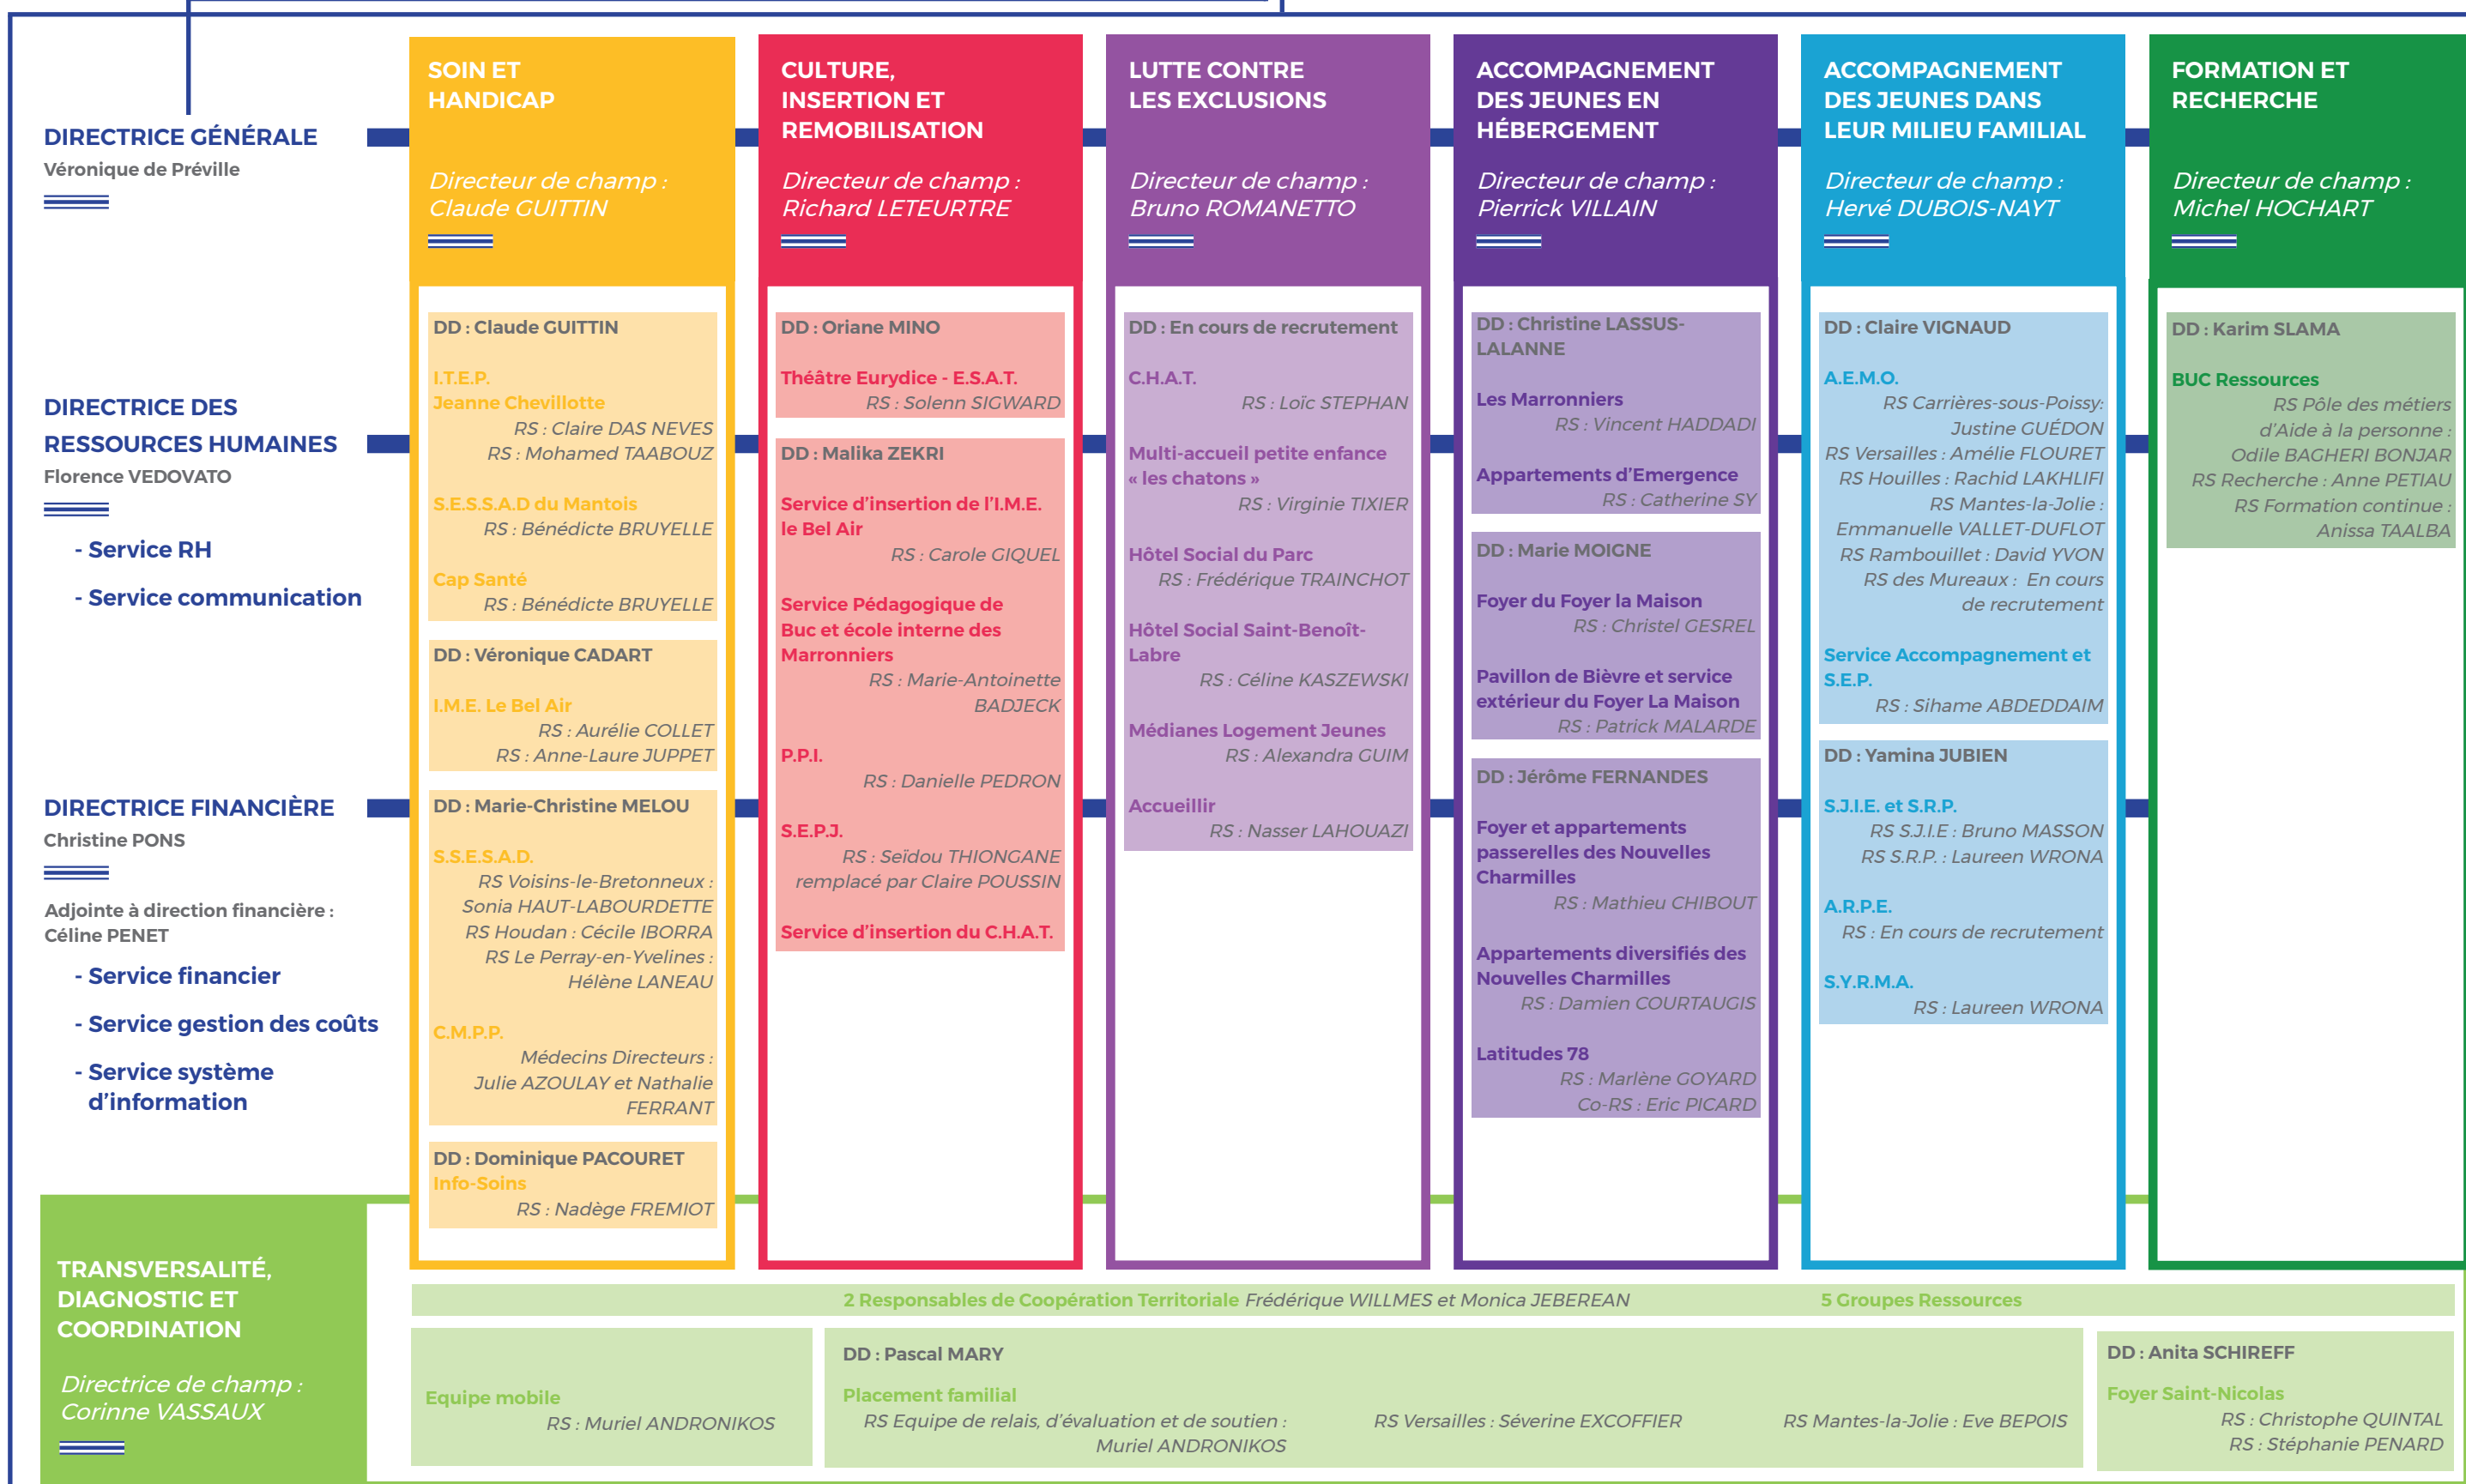 DIRECTRICE GÉNÉRALE
Véronique de Préville
DIRECTRICE DES
RESSOURCES HUMAINES
Florence VEDOVATO
- Service RH
- Service communication
DIRECTRICE FINANCIÈRE
Christine PONS
Adjointe à direction financière :
Céline PENET
- Service financier
- Service gestion des coûts
- Service système
d'information
SOIN ET
HANDICAP
Directeur de champ :
Claude GUITTIN
DD : Claude GUITTIN
I.T.E.P.
Jeanne Chevillotte
RS : Claire DAS NEVES
RS : Mohamed TAABOUZ
S.E.S.S.A.D du Mantois
RS : Bénédicte BRUYELLE
Cap Santé
RS : Bénédicte BRUYELLE
DD : Véronique CADART
I.M.E. Le Bel Air
RS : Aurélie COLLET
RS : Anne-Laure JUPPET
DD : Marie-Christine MELOU
S.S.E.S.A.D.
RS Voisins-le-Bretonneux :
Sonia HAUT-LABOURDETTE
RS Houdan : Cécile IBORRA
RS Le Perray-en-Yvelines :
Hélène LANEAU
C.M.P.P.
Médecins Directeurs :
Julie AZOULAY et Nathalie
FERRANT
DD : Dominique PACOURET
Info-Soins
RS : Nadège FREMIOT
CULTURE,
INSERTION ET
REMOBILISATION
Directeur de champ :
Richard LETEURTRE
DD : Oriane MINO
Théâtre Eurydice - E.S.A.T.
RS : Solenn SIGWARD
DD : Malika ZEKRI
Service d'insertion de l'I.M.E.
le Bel Air
RS : Carole GIQUEL
Service Pédagogique de
Buc et école interne des
Marronniers
RS : Marie-Antoinette
BADJECK
P.P.I.
RS : Danielle PEDRON
S.E.P.J.
RS : Seïdou THIONGANE
remplacé par Claire POUSSIN
Service d'insertion du C.H.A.T.
LUTTE CONTRE
LES EXCLUSIONS
Directeur de champ :
Bruno ROMANETTO
DD : En cours de recrutement
C.H.A.T.
RS : Loïc STEPHAN
Multi-accueil petite enfance
« les chatons »
RS : Virginie TIXIER
Hôtel Social du Parc
RS : Frédérique TRAINCHOT
Hôtel Social Saint-Benoît-
Labre
RS : Céline KASZEWSKI
Médianes Logement Jeunes
RS : Alexandra GUIM
Accueillir
RS : Nasser LAHOUAZI
ACCOMPAGNEMENT
DES JEUNES EN
HÉBERGEMENT
Directeur de champ :
Pierrick VILLAIN
DD : Christine LASSUS-
LALANNE
Les Marronniers
RS : Vincent HADDADI
Appartements d'Emergence
RS : Catherine SY
DD : Marie MOIGNE
Foyer du Foyer la Maison
RS : Christel GESREL
Pavillon de Bièvre et service
extérieur du Foyer La Maison
RS : Patrick MALARDE
DD : Jérôme FERNANDES
Foyer et appartements
passerelles des Nouvelles
Charmilles
RS : Mathieu CHIBOUT
Appartements diversifiés des
Nouvelles Charmilles
RS : Damien COURTAUGIS
Latitudes 78
RS : Marlène GOYARD
Co-RS : Eric PICARD
ACCOMPAGNEMENT
DES JEUNES DANS
LEUR MILIEU FAMILIAL
Directeur de champ :
Hervé DUBOIS-NAYT
DD : Claire VIGNAUD
A.E.M.O.
RS Carrières-sous-Poissy:
Justine GUÉDON
RS Versailles : Amélie FLOURET
RS Houilles : Rachid LAKHLIFI
RS Mantes-la-Jolie :
Emmanuelle VALLET-DUFLOT
RS Rambouillet : David YVON
RS des Mureaux : En cours
de recrutement
Service Accompagnement et
S.E.P.
RS : Sihame ABDEDDAIM
DD : Yamina JUBIEN
S.J.I.E. et S.R.P.
RS S.J.I.E : Bruno MASSON
RS S.R.P. : Laureen WRONA
A.R.P.E.
RS : En cours de recrutement
S.Y.R.M.A.
RS : Laureen WRONA
FORMATION ET
RECHERCHE
Directeur de champ :
Michel HOCHART
DD : Karim SLAMA
BUC Ressources
RS Pôle des métiers
d'Aide à la personne :
Odile BAGHERI BONJAR
RS Recherche : Anne PETIAU
RS Formation continue :
Anissa TAALBA
TRANSVERSALITÉ,
DIAGNOSTIC ET
COORDINATION
Directrice de champ :
Corinne VASSAUX
2 Responsables de Coopération Territoriale Frédérique WILLMES et Monica JEBEREAN
5 Groupes Ressources
Equipe mobile
RS : Muriel ANDRONIKOS
DD : Pascal MARY
Placement familial
RS Equipe de relais, d'évaluation et de soutien :
Muriel ANDRONIKOS
RS Versailles : Séverine EXCOFFIER
RS Mantes-la-Jolie : Eve BEPOIS
DD : Anita SCHIREFF
Foyer Saint-Nicolas
RS : Christophe QUINTAL
RS : Stéphanie PENARD